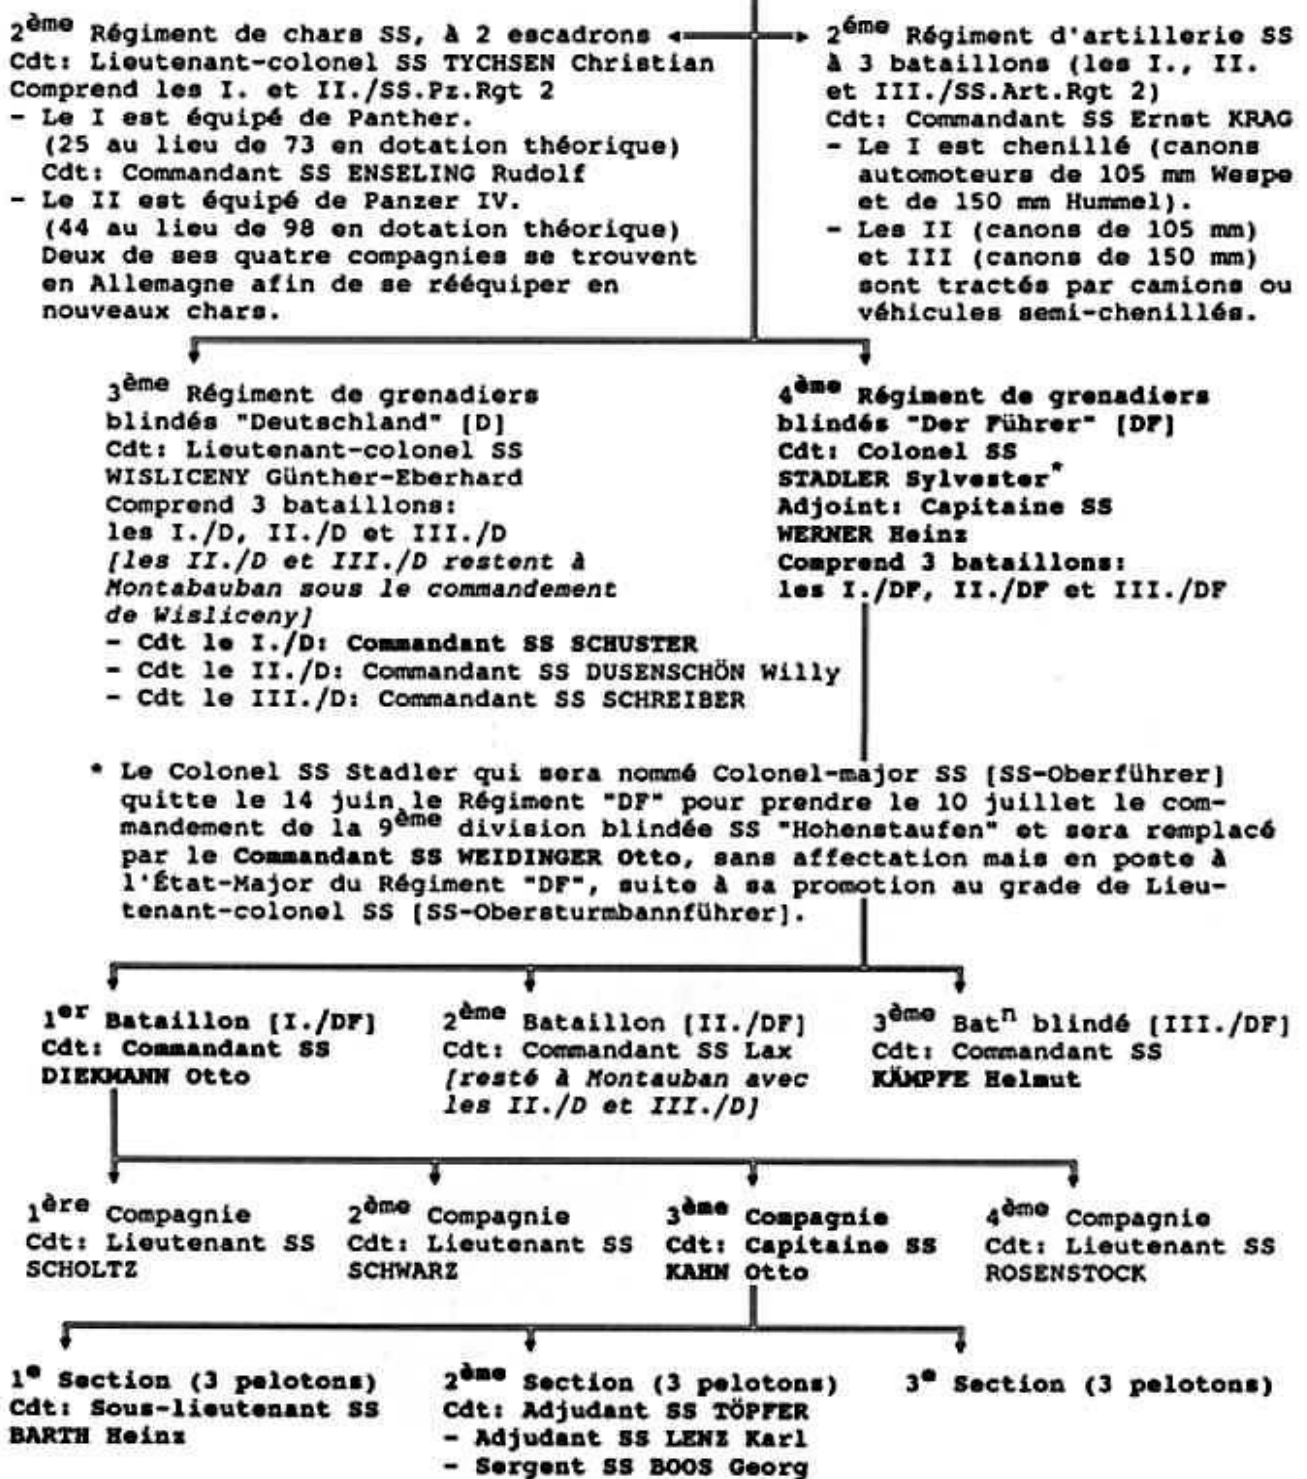 2ème Régiment de chars SS, à 2 escadrons
Cdt: Lieutenant-colonel SS TYCHSEN Christian
Comprend les I. et II./SS.Pz.Rgt 2
- Le I est équipé de Panther.
(25 au lieu de 73 en dotation théorique)
Cdt: Commandant SS ENSELING Rudolf
- Le II est équipé de Panzer IV.
(44 au lieu de 98 en dotation théorique)
Deux de ses quatre compagnies se trouvent
en Allemagne afin de se rééquiper en
nouveaux chars.
2éme Régiment d'artillerie SS
à 3 bataillons (les I., II.
et III./SS.Art.Rgt 2)
Cdt: Commandant SS Ernst KRAG
- Le I est chenillé (canons
automoteurs de 105 mm Wespe
et de 150 mm Hummel).
- Les II (canons de 105 mm)
et III (canons de 150 mm)
sont tractés par camions ou
véhicules semi-chenillés.
3ème Régiment de grenadiers
blindés "Deutschland" [D]
Cdt: Lieutenant-colonel SS
WISLICENY Günther-Eberhard
Comprend 3 bataillons:
les I./D, II./D et III./D
[les II./D et III./D restent à
Montabauban sous le commandement
de Wisliceny]
- Cdt le I./D: Commandant SS SCHUSTER
- Cdt le II./D: Commandant SS DUSENSCHÖN Willy
- Cdt le III./D: Commandant SS SCHREIBER
4ème Régiment de grenadiers
blindés "Der Führer" [DF]
Cdt: Colonel SS
STADLER Sylvester*
Adjoint: Capitaine SS
WERNER Heinz
Comprend 3 bataillons:
les I./DF, II./DF et III./DF
* Le Colonel SS Stadler qui sera nommé Colonel-major SS [SS-Oberführer]
quitte le 14 juin le Régiment "DF" pour prendre le 10 juillet le com-
mandement de la 9ème division blindée SS "Hohenstaufen" et sera remplacé
par le Commandant SS WEIDINGER Otto, sans affectation mais en poste à
l'État-Major du Régiment "DF", suite à sa promotion au grade de Lieu-
tenant-colonel SS [SS-Obersturmbannführer].
1er Bataillon [I./DF]
Cdt: Commandant SS
DIEKMANN Otto
2ème Bataillon [II./DF]
Cdt: Commandant SS Lax
[resté à Montauban avec
les II./D et III./D]
3ème Batn blindé [III./DF]
Cdt: Commandant SS
KÄMPFE Helmut
1ère Compagnie
Cdt: Lieutenant SS
SCHOLTZ
2ème Compagnie
Cdt: Lieutenant SS
SCHWARZ
3ème Compagnie
Cdt: Capitaine SS
KAHN Otto
4ème Compagnie
Cdt: Lieutenant SS
ROSENSTOCK
1e Section (3 pelotons)
Cdt: Sous-lieutenant SS
BARTH Heinz
2ème Section (3 pelotons)
Cdt: Adjudant SS TÖPFER
- Adjudant SS LENZ Karl
- Sergent SS BOOS Georg
3e Section (3 pelotons)